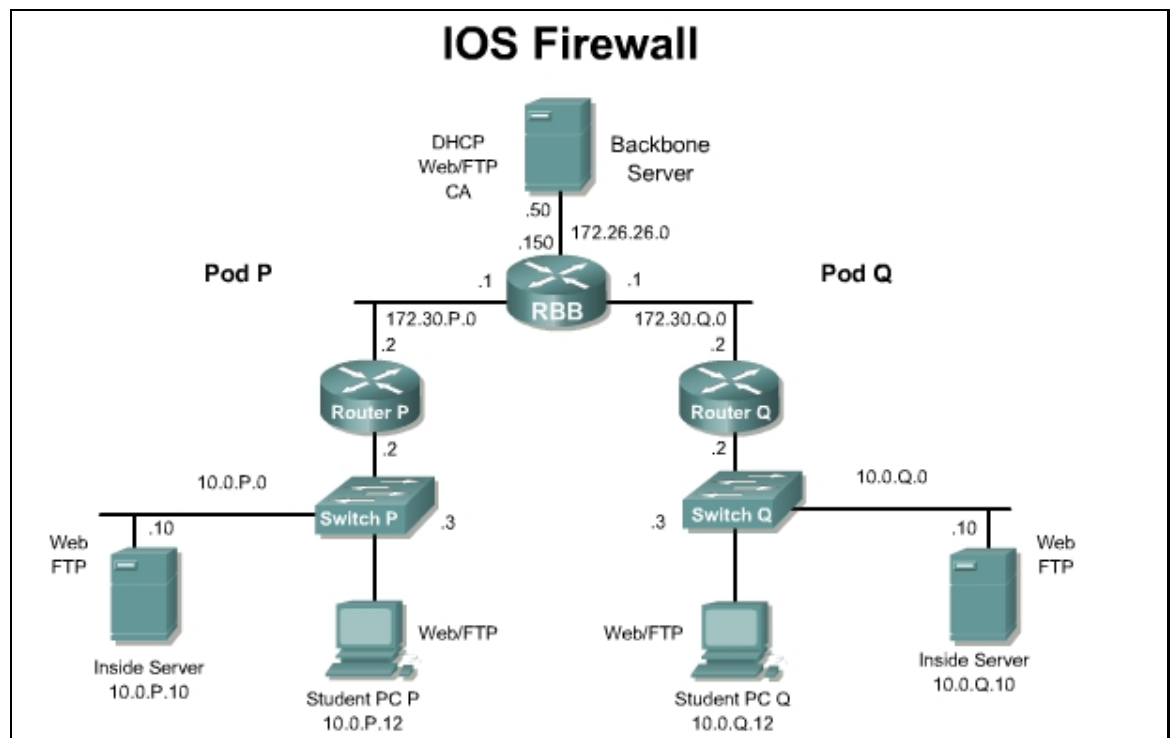 IOS Firewall
DHCP
Web/FTP
CA
Backbone
Server
.50
172.26.26.0
.150
Pod P
Pod Q
.1
.1
RBB
172.30.P.0
172.30.Q.0
.2
.2
Router P
Router Q
.2
.2
10.0.P.0
10.0.Q.0
Switch P
.3
.3
Switch Q
.10
.10
Web
FTP
Web
FTP
Web/FTP
Web/FTP
Inside Server
10.0.P.10
Student PC P
10.0.P.12
Student PC Q
10.0.Q.12
Inside Server
10.0.Q.10